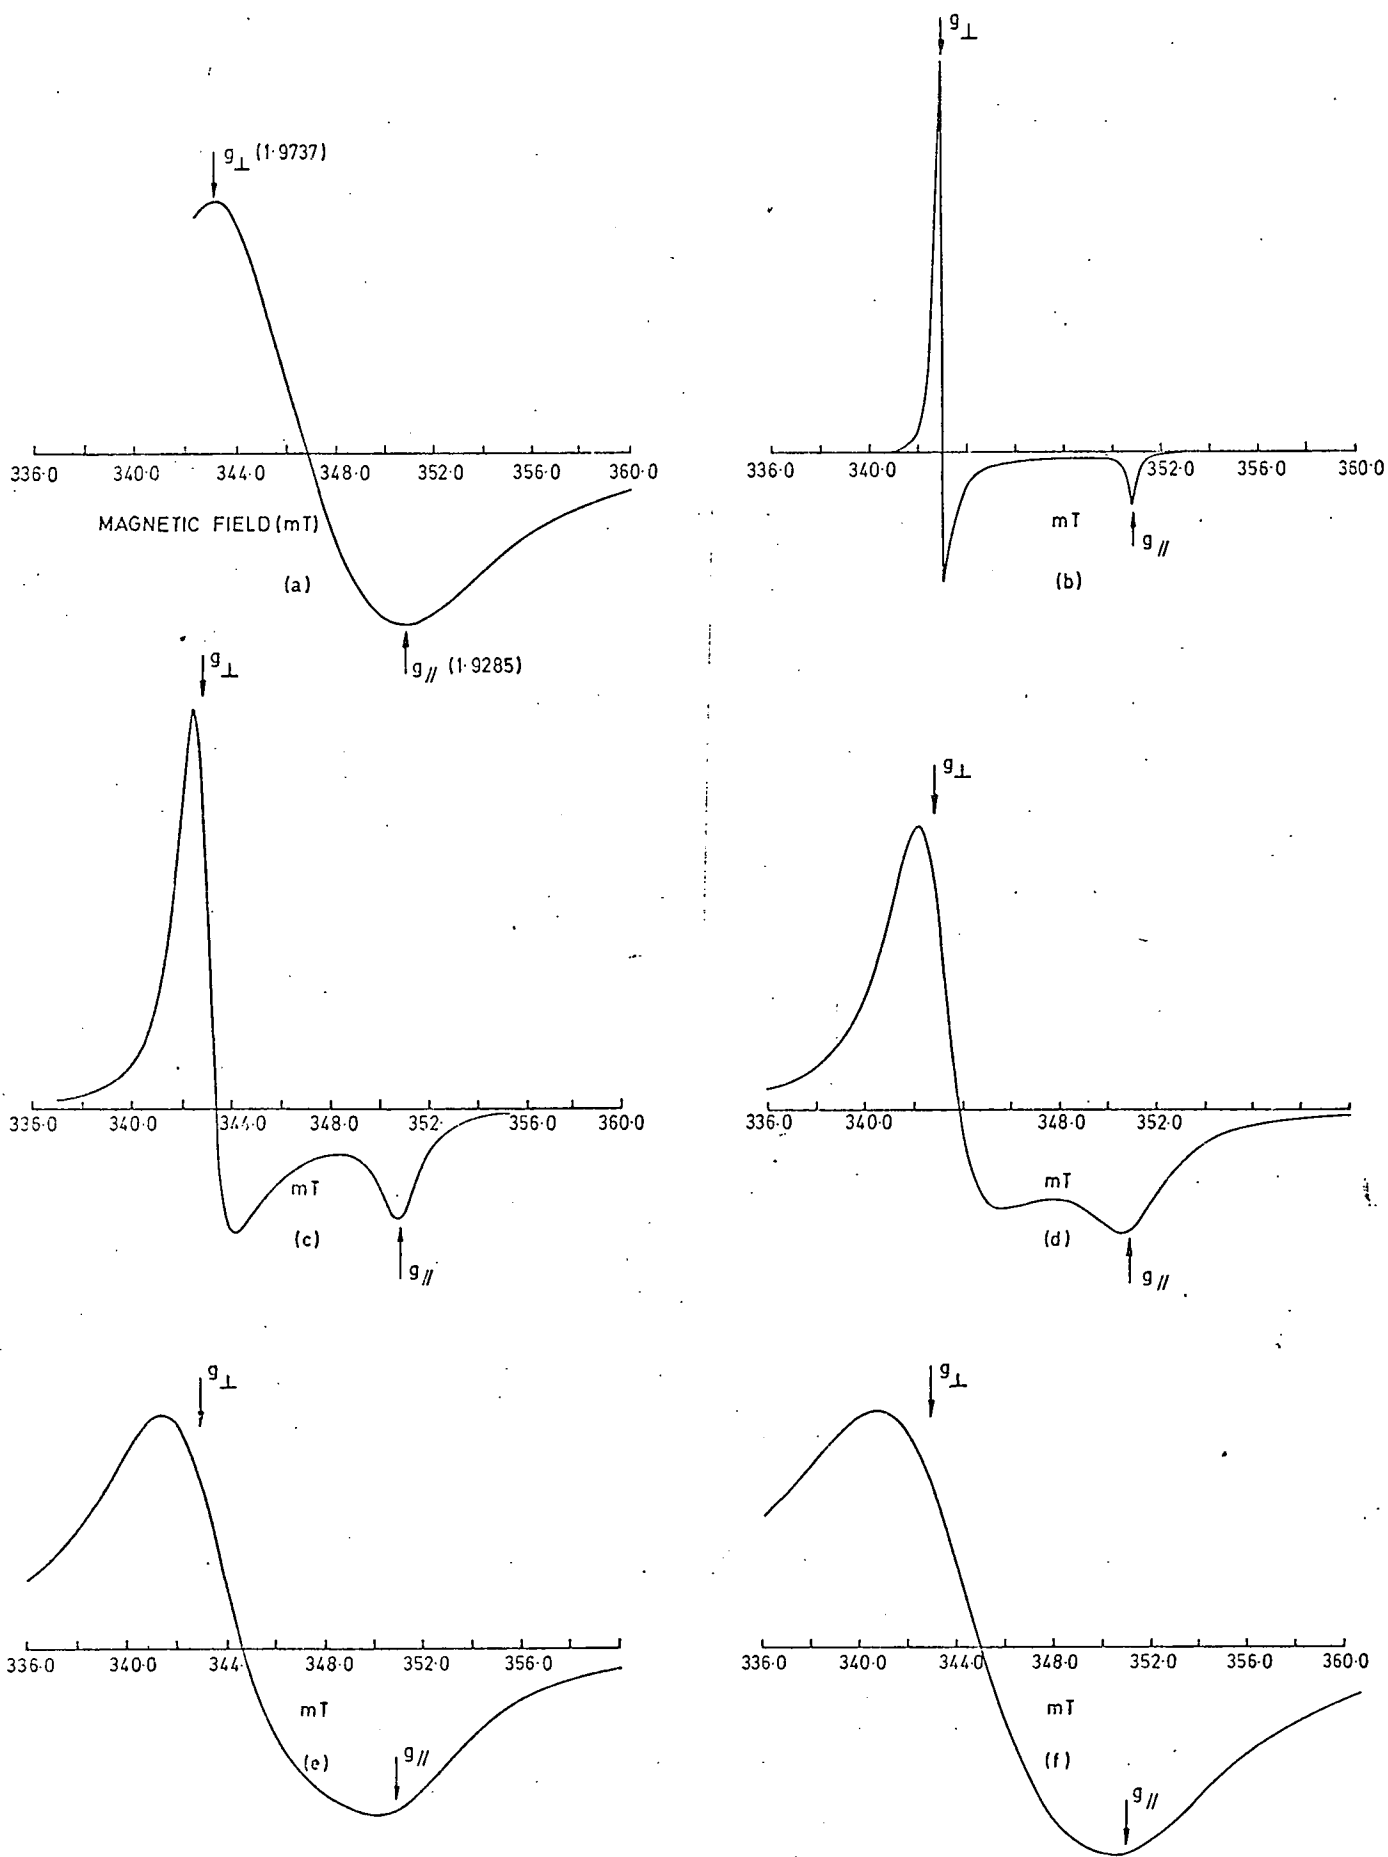 g⊥ (1·9737)
336·0 340·0 344·0 348·0 352·0 356·0 360·0
MAGNETIC FIELD (mT)
(a)
g// (1·9285)
g⊥
336·0 340·0 352·0 356·0 360·0
mT
g//
(b)
g⊥
336·0 340·0 344·0 348·0 352· 356·0 360·0
mT
(c)
g//
g⊥
336·0 340·0 348·0 352·0
mT
(d)
g//
g⊥
336·0 340·0 344· 348·0 352·0 356·0
mT
(e)
g//
g⊥
336·0 340·0 344·0 348·0 352·0 356·0 360·0
mT
(f)
g//